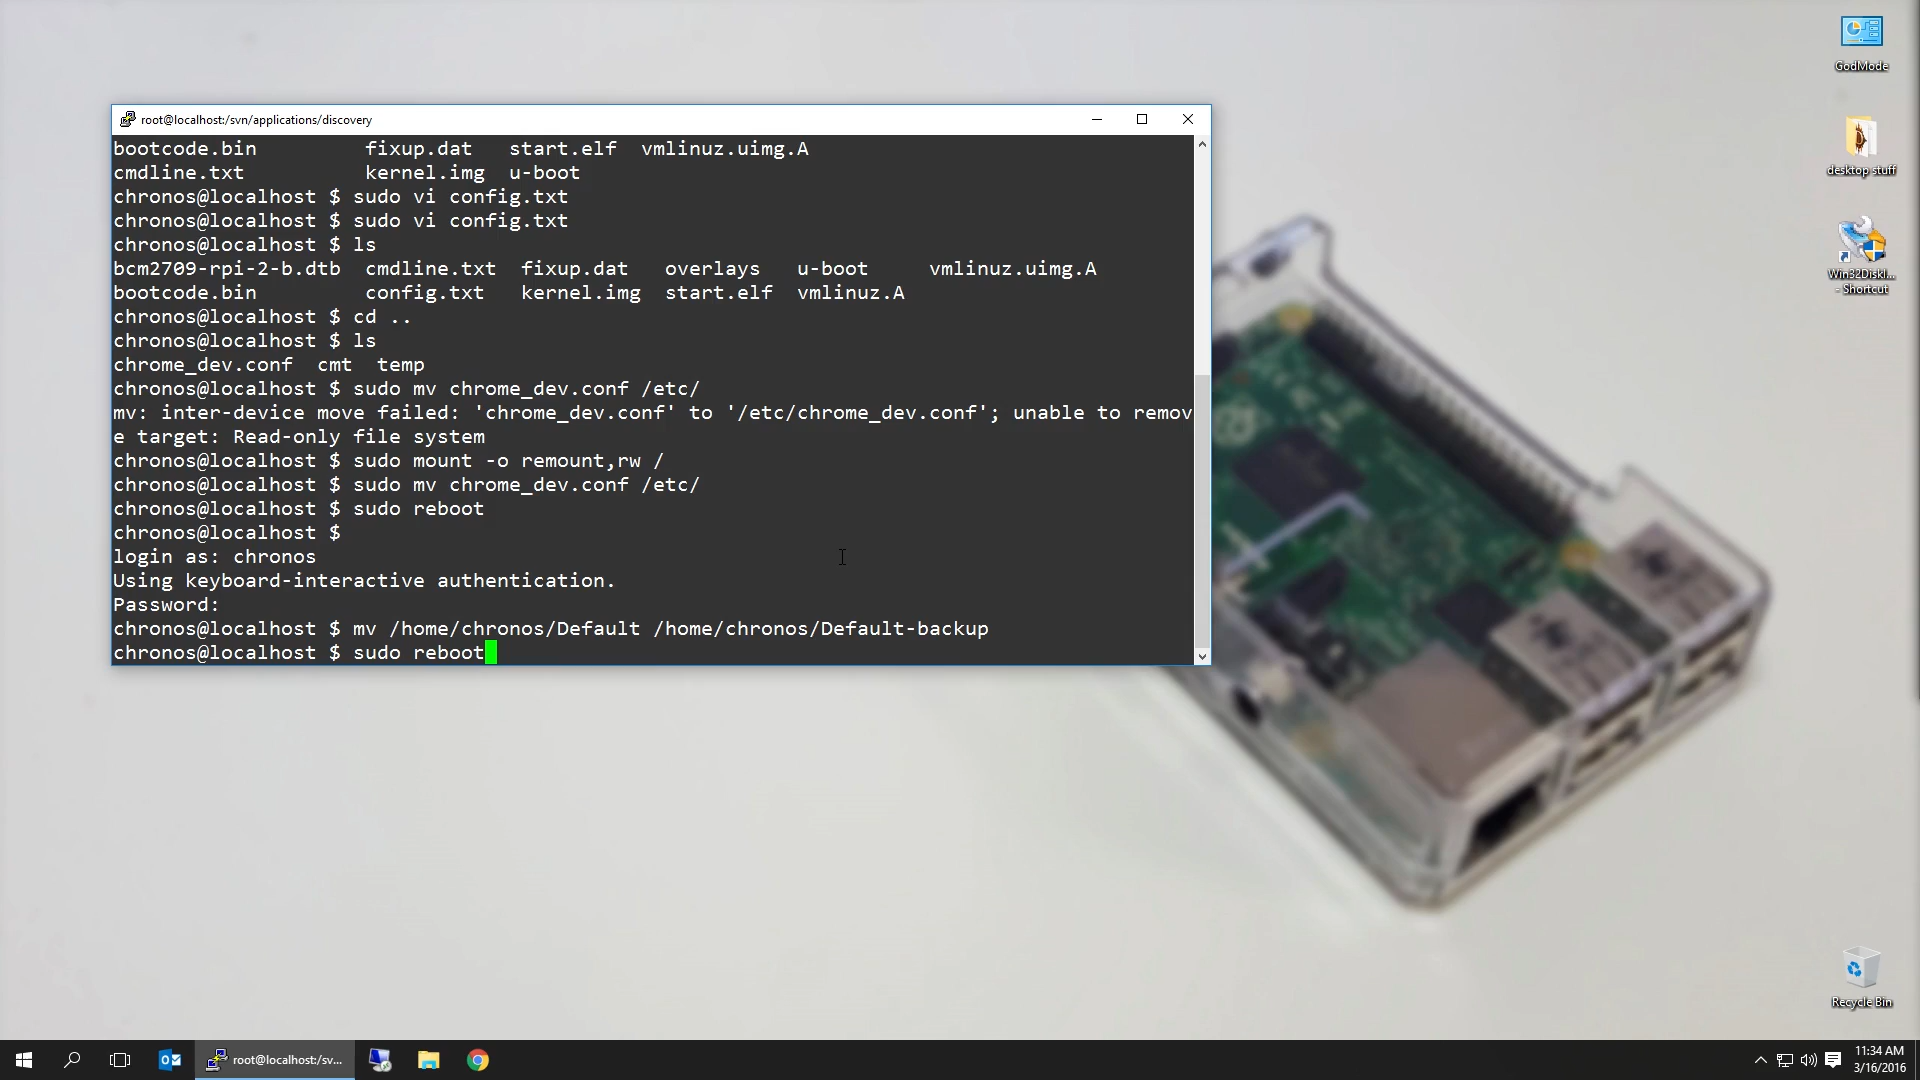 GodMode
root@localhost:/svn/applications/discovery
bootcode.bin         fixup.dat   start.elf  vmlinuz.uimg.A
cmdline.txt          kernel.img  u-boot
chronos@localhost $ sudo vi config.txt
chronos@localhost $ sudo vi config.txt
chronos@localhost $ ls
bcm2709-rpi-2-b.dtb  cmdline.txt  fixup.dat   overlays   u-boot     vmlinuz.uimg.A
bootcode.bin         config.txt   kernel.img  start.elf  vmlinuz.A
chronos@localhost $ cd ..
chronos@localhost $ ls
chrome_dev.conf  cmt  temp
chronos@localhost $ sudo mv chrome_dev.conf /etc/
mv: inter-device move failed: 'chrome_dev.conf' to '/etc/chrome_dev.conf'; unable to remov
e target: Read-only file system
chronos@localhost $ sudo mount -o remount,rw /
chronos@localhost $ sudo mv chrome_dev.conf /etc/
chronos@localhost $ sudo reboot
chronos@localhost $
login as: chronos
Using keyboard-interactive authentication.
Password:
chronos@localhost $ mv /home/chronos/Default /home/chronos/Default-backup
chronos@localhost $ sudo reboot
desktop stuff
Win32DiskI...
- Shortcut
Recycle Bin
root@localhost:/sv...
11:34 AM
3/16/2016